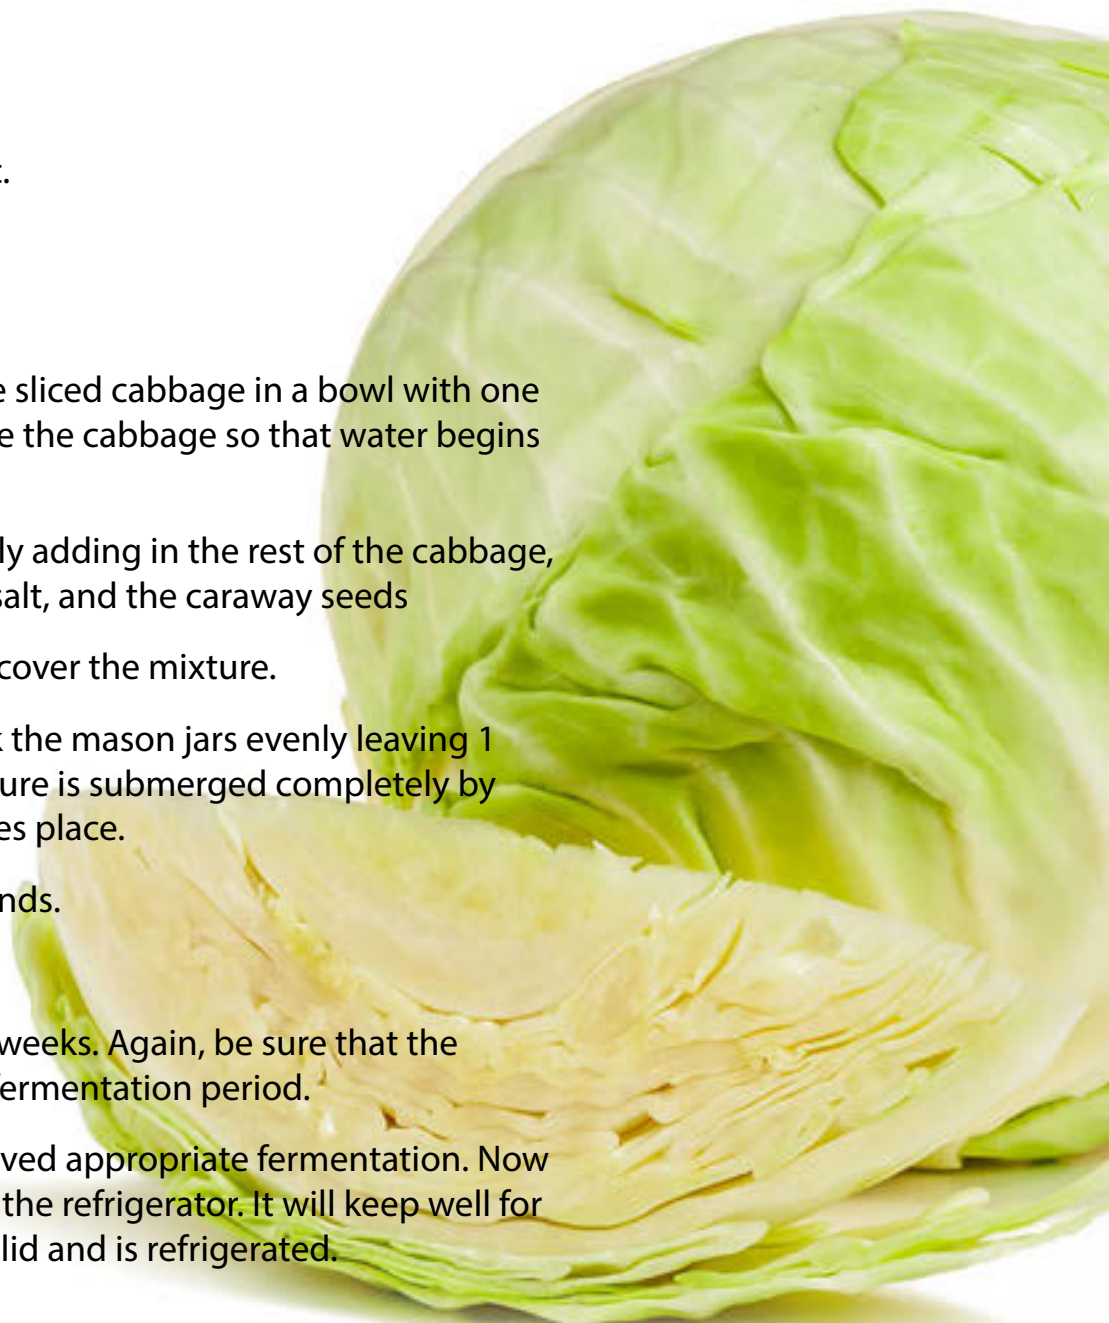 .
e sliced cabbage in a bowl with one
e the cabbage so that water begins
ly adding in the rest of the cabbage,
salt, and the caraway seeds
cover the mixture.
k the mason jars evenly leaving 1
ure is submerged completely by
es place.
nds.
weeks. Again, be sure that the
fermentation period.
ved appropriate fermentation. Now
the refrigerator. It will keep well for
lid and is refrigerated.